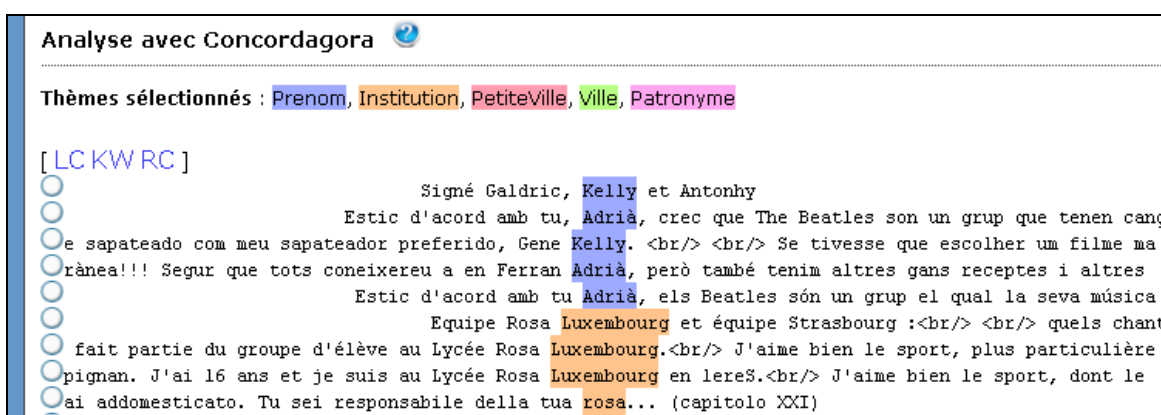 Analyse avec Concordagora
Thèmes sélectionnés : Prenom, Institution, PetiteVille, Ville, Patronyme
[ LC KW RC ]
Signé Galdric, Kelly et Antonhy
Estic d'acord amb tu, Adrià, crec que The Beatles son un grup que tenen canç
e sapateado com meu sapateador preferido, Gene Kelly. <br/> <br/> Se tivesse que escolher um filme ma
rànea!!! Segur que tots coneixereu a en Ferran Adrià, però també tenim altres gans receptes i altres
Estic d'acord amb tu Adrià, els Beatles són un grup el qual la seva música
Equipe Rosa Luxembourg et équipe Strasbourg :<br/> <br/> quels chant
fait partie du groupe d'élève au Lycée Rosa Luxembourg.<br/> J'aime bien le sport, plus particulière
pignan. J'ai 16 ans et je suis au Lycée Rosa Luxembourg en 1ereS.<br/> J'aime bien le sport, dont le
ai addomesticato. Tu sei responsabile della tua rosa... (capitolo XXI)